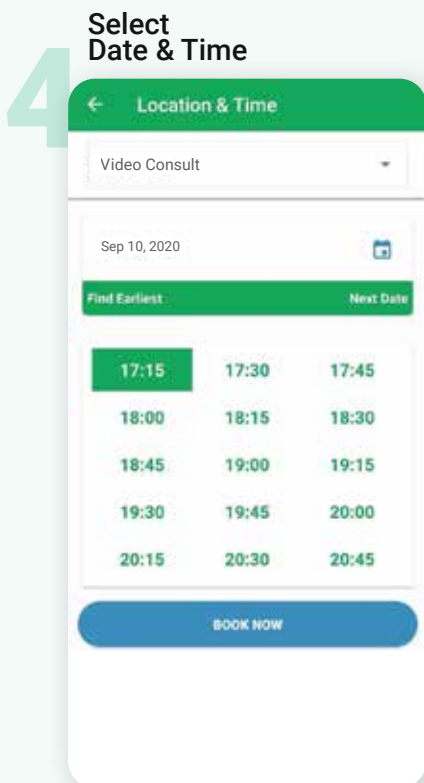 4
Select
Date & Time
Location & Time
Video Consult
Sep 10, 2020
Find Earliest Next Date
17:15 17:30 17:45
18:00 18:15 18:30
18:45 19:00 19:15
19:30 19:45 20:00
20:15 20:30 20:45
BOOK NOW